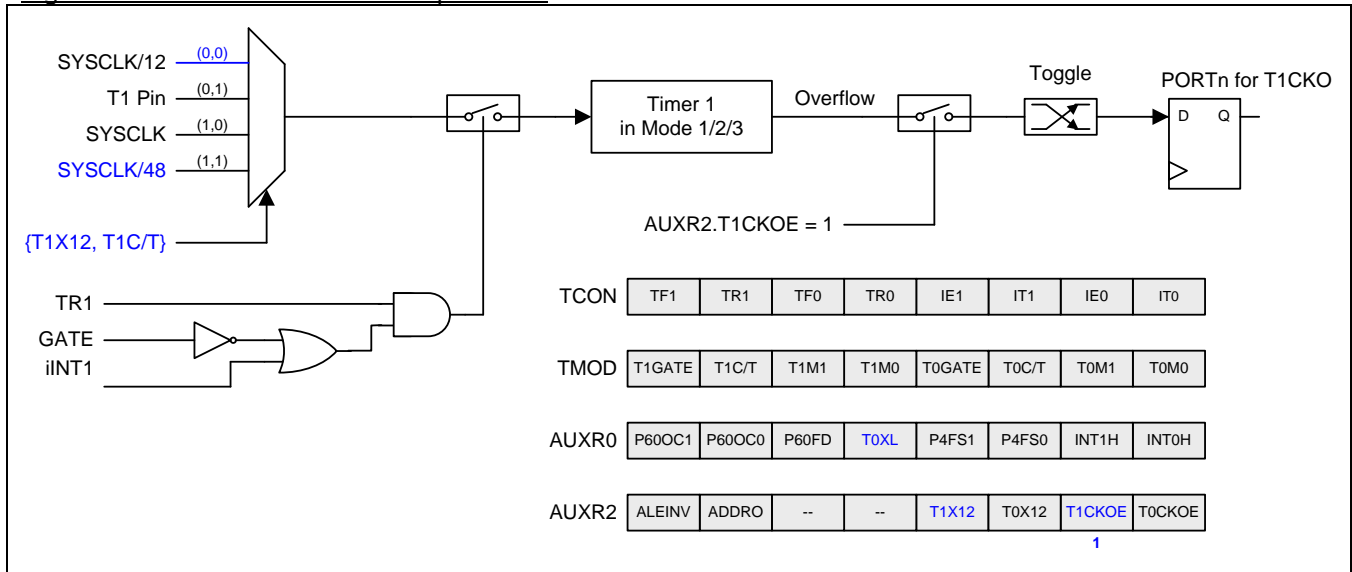 SYSCLK/12 (0,0)
T1 Pin (0,1)
SYSCLK (1,0)
SYSCLK/48 (1,1)
{T1X12, T1C/T}
TR1
GATE
iINT1
Timer 1
in Mode 1/2/3
Overflow
Toggle
PORTn for T1CKO
D Q
AUXR2.T1CKOE = 1
TCON TF1 TR1 TF0 TR0 IE1 IT1 IE0 IT0
TMOD T1GATE T1C/T T1M1 T1M0 T0GATE T0C/T T0M1 T0M0
AUXR0 P60OC1 P60OC0 P60FD T0XL P4FS1 P4FS0 INT1H INT0H
AUXR2 ALEINV ADDRO -- -- T1X12 T0X12 T1CKOE T0CKOE
1